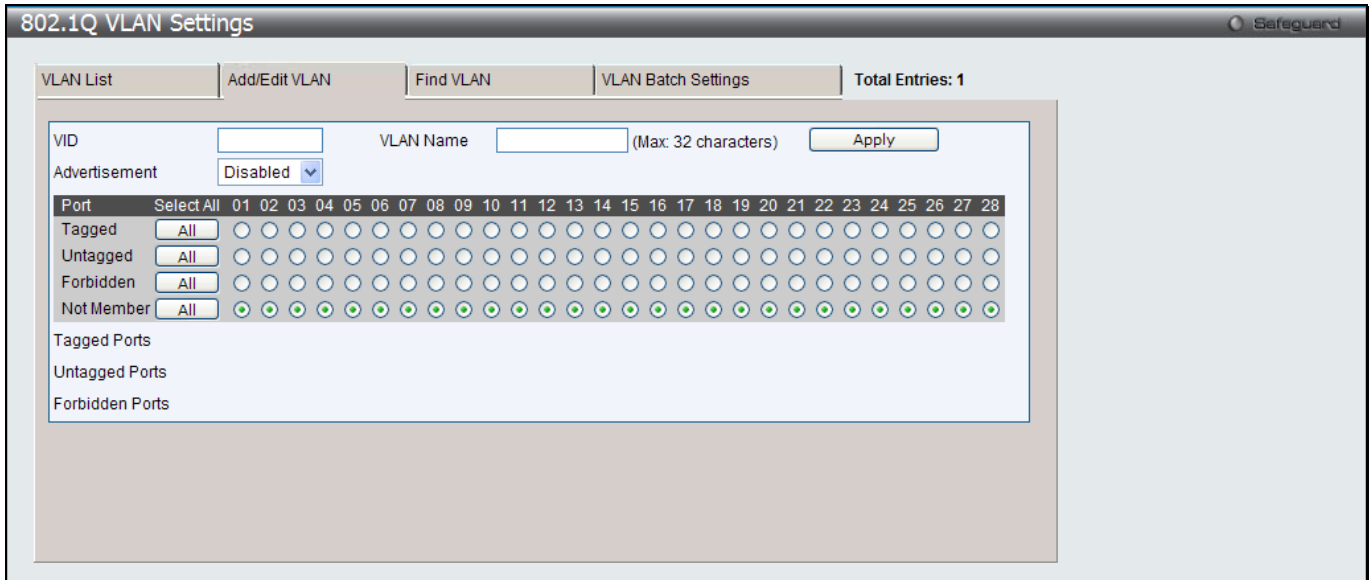 802.1Q VLAN Settings
Safeguard
VLAN List Add/Edit VLAN Find VLAN VLAN Batch Settings Total Entries: 1
VID VLAN Name (Max: 32 characters) Apply
Advertisement Disabled
Port Select All 01 02 03 04 05 06 07 08 09 10 11 12 13 14 15 16 17 18 19 20 21 22 23 24 25 26 27 28
Tagged All
Untagged All
Forbidden All
Not Member All
Tagged Ports
Untagged Ports
Forbidden Ports